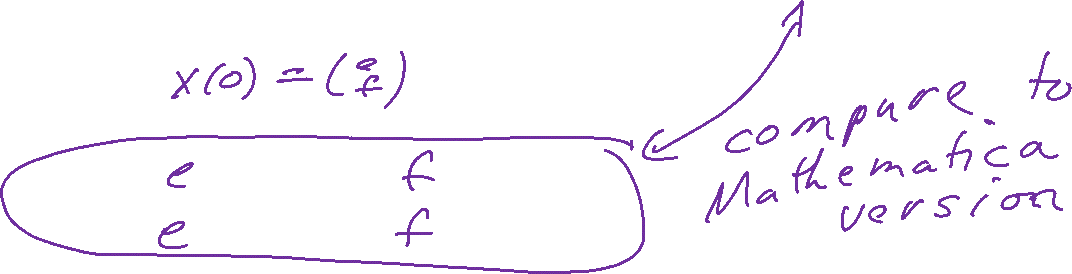 x(0) = (e f)
e f
e f
compare to
Mathematica
version